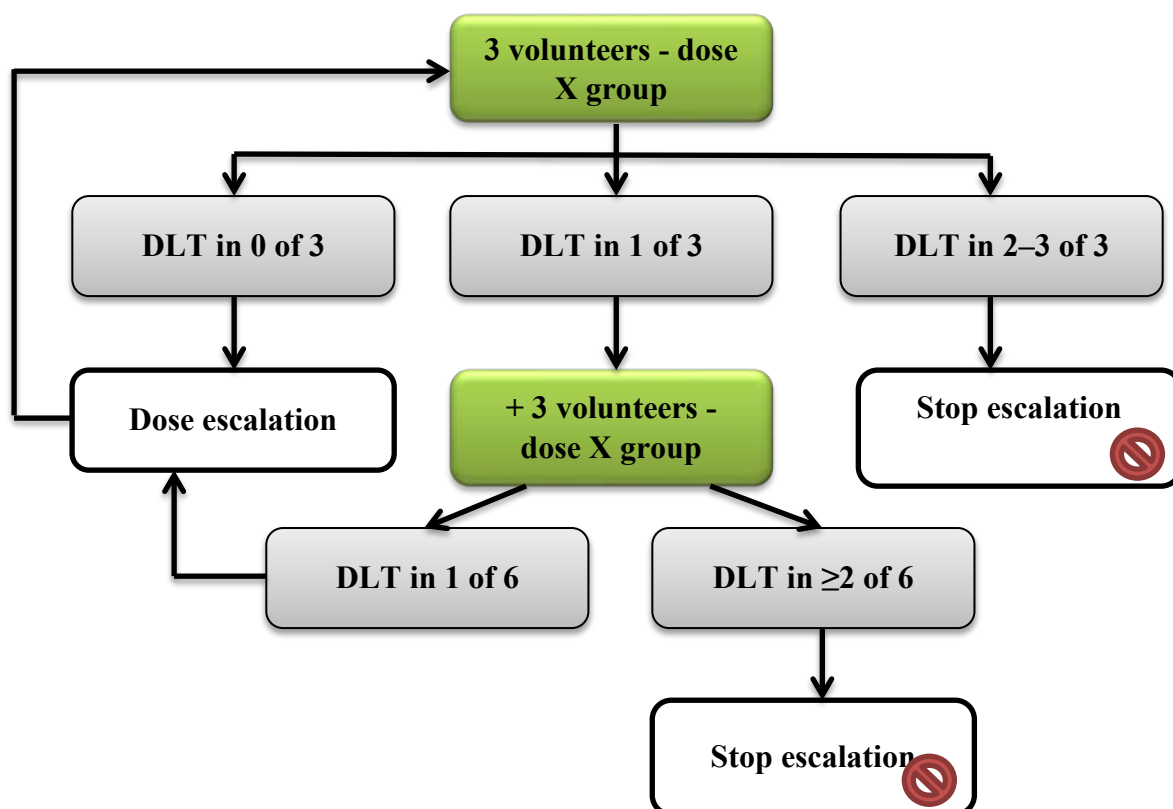 3 volunteers - dose
X group
DLT in 0 of 3
DLT in 1 of 3
DLT in 2–3 of 3
Dose escalation
+ 3 volunteers -
dose X group
Stop escalation
DLT in 1 of 6
DLT in ≥2 of 6
Stop escalation